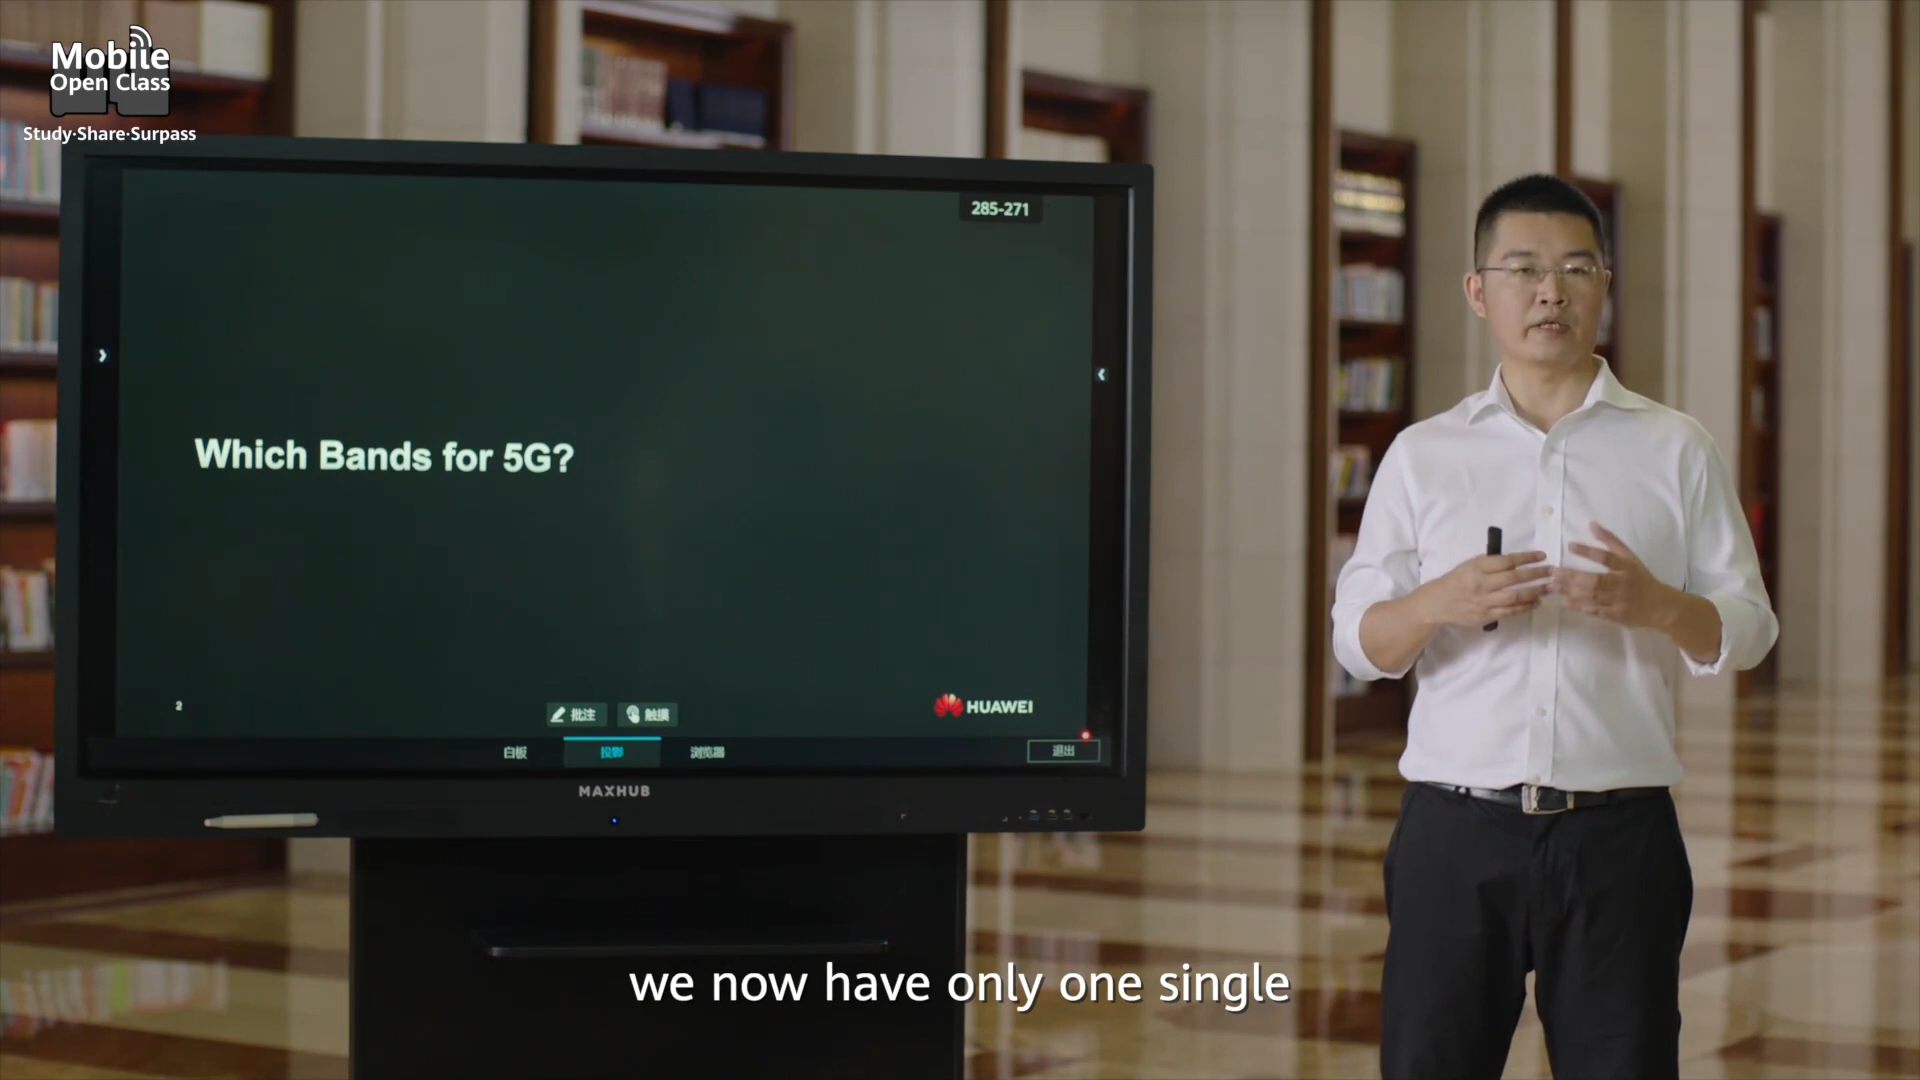 Mobile
Open Class
Study·Share·Surpass
285-271
Which Bands for 5G?
2
批注
触摸
HUAWEI
白板
投影
浏览器
退出
MAXHUB
we now have only one single